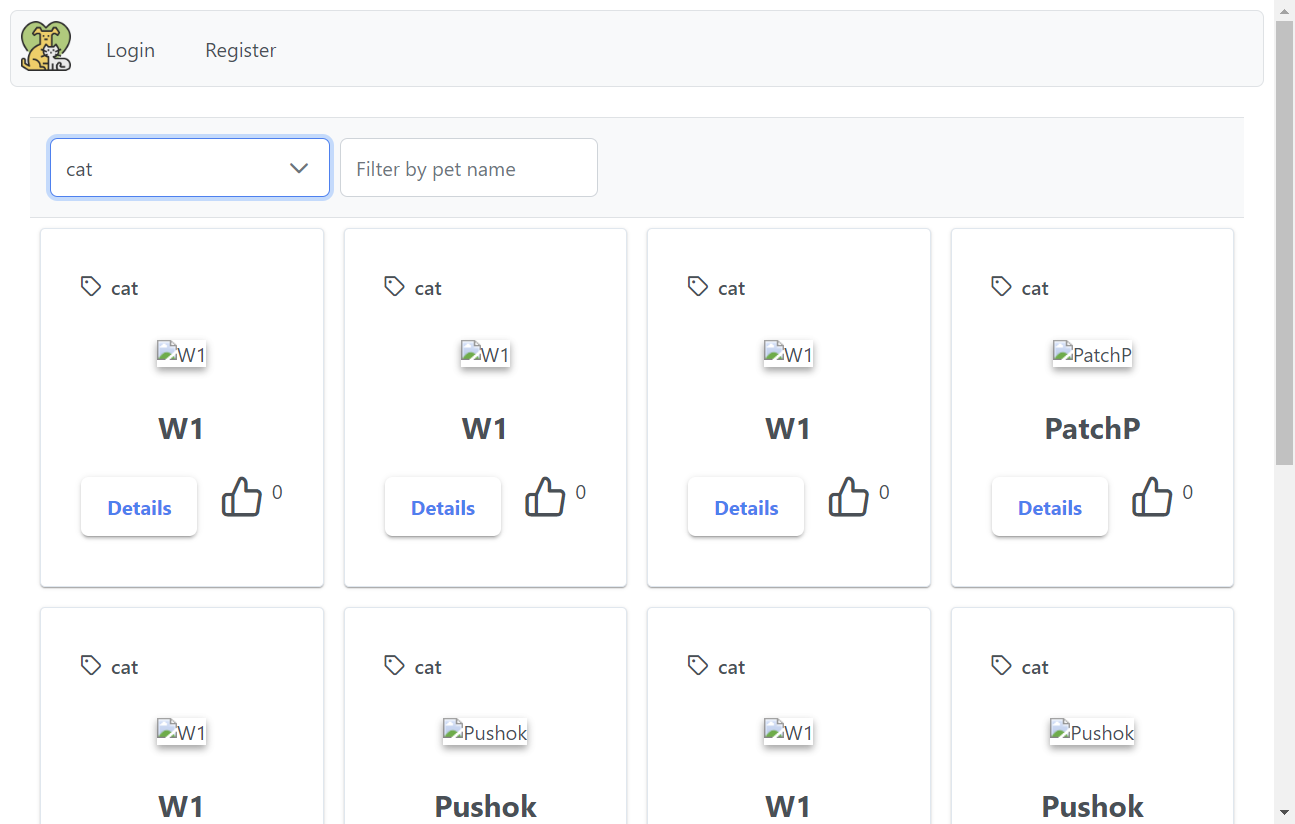 Login Register
cat Filter by pet name
cat cat cat cat
W1 W1 W1 PatchP
W1 W1 W1 PatchP
Details 0 Details 0 Details 0 Details 0
cat cat cat cat
W1 Pushok W1 Pushok
W1 Pushok W1 Pushok